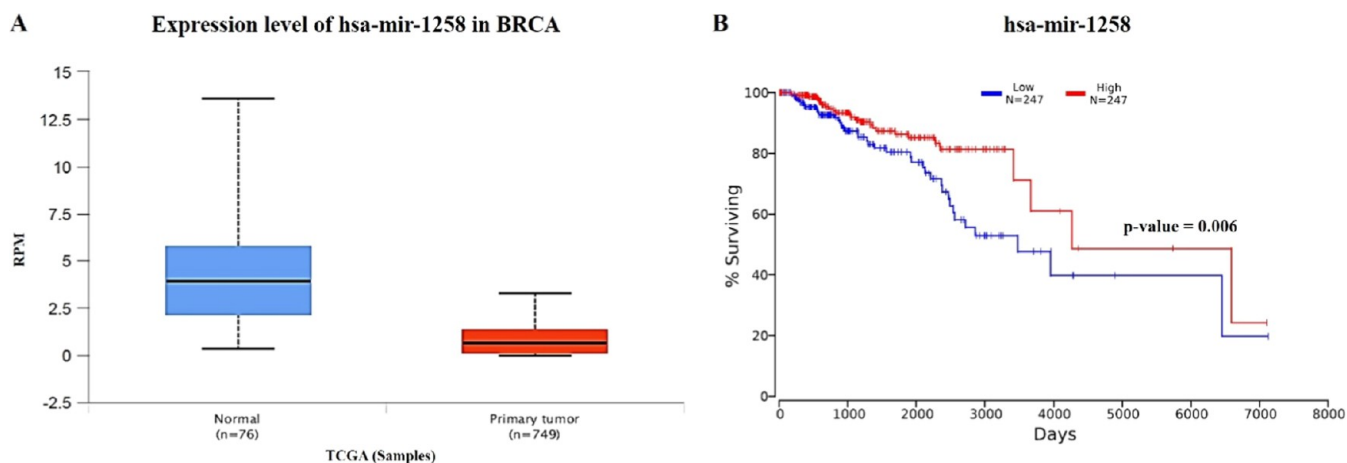 A
Expression level of hsa-mir-1258 in BRCA
15
12.5
10
7.5
5
2.5
0
-2.5
RPM
Normal
(n=76)
Primary tumor
(n=749)
TCGA (Samples)
B
hsa-mir-1258
Low
N=247
High
N=247
100
80
60
40
20
0
% Surviving
p-value = 0.006
0 1000 2000 3000 4000 5000 6000 7000 8000
Days